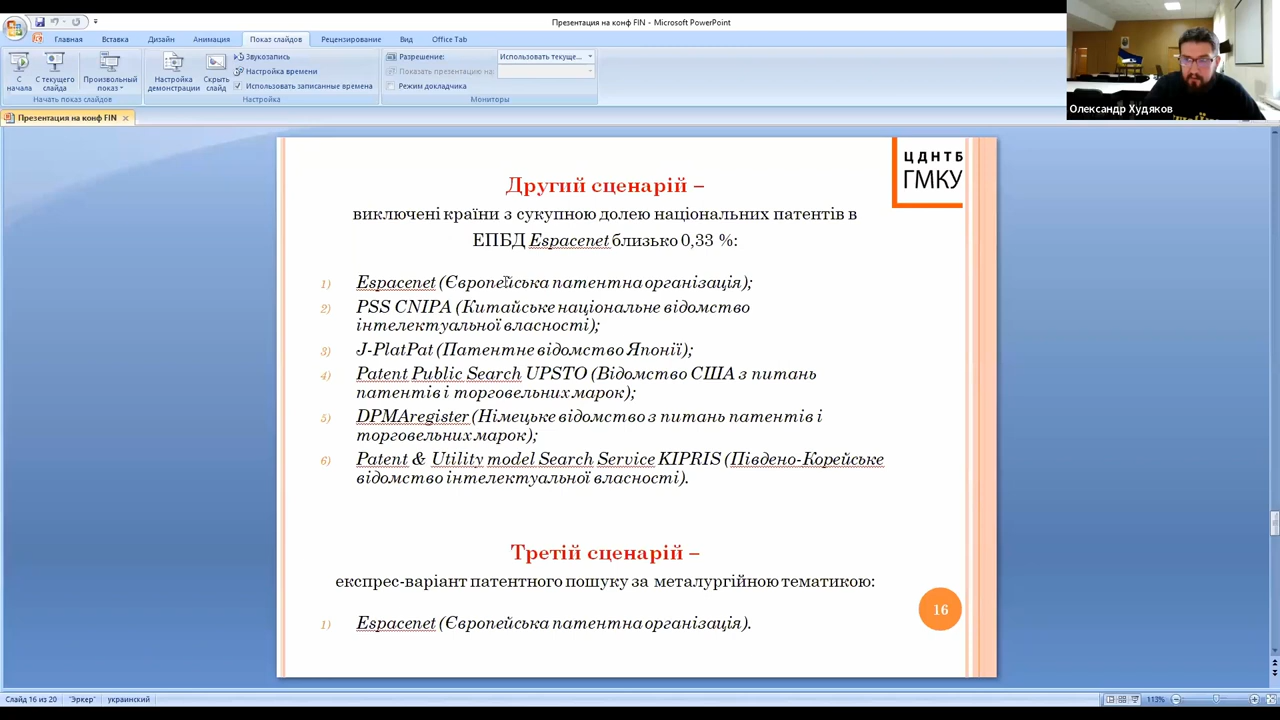 Презентация на конф FIN - Microsoft PowerPoint
Главная Вставка Дизайн Анимация Показ слайдов Рецензирование Вид Office Tab
С начала
С текущего слайда
Произвольный показ
Начать показ слайдов
Настройка демонстрации
Скрыть слайд
Звукозапись
Настройка времени
Использовать записанные времена
Настройка
Разрешение: Использовать текуще...
Показать презентацию на:
Режим докладчика
Мониторы
Олександр Худяков
Презентация на конф FIN
ЦДНТБ
ГМКУ
Другий сценарій –
виключені країни з сукупною долею національних патентів в
ЕПБД Espacenet близько 0,33 %:
1) Espacenet (Європейська патентна організація);
2) PSS CNIPA (Китайське національне відомство
інтелектуальної власності);
3) J-PlatPat (Патентне відомство Японії);
4) Patent Public Search UPSTO (Відомство США з питань
патентів і торговельних марок);
5) DPMAregister (Німецьке відомство з питань патентів і
торговельних марок);
6) Patent & Utility model Search Service KIPRIS (Південо-Корейське
відомство інтелектуальної власності).
Третій сценарій –
експрес-варіант патентного пошуку за металургійною тематикою:
1) Espacenet (Європейська патентна організація).
16
Слайд 16 из 20 "Эркер" украинский 113%